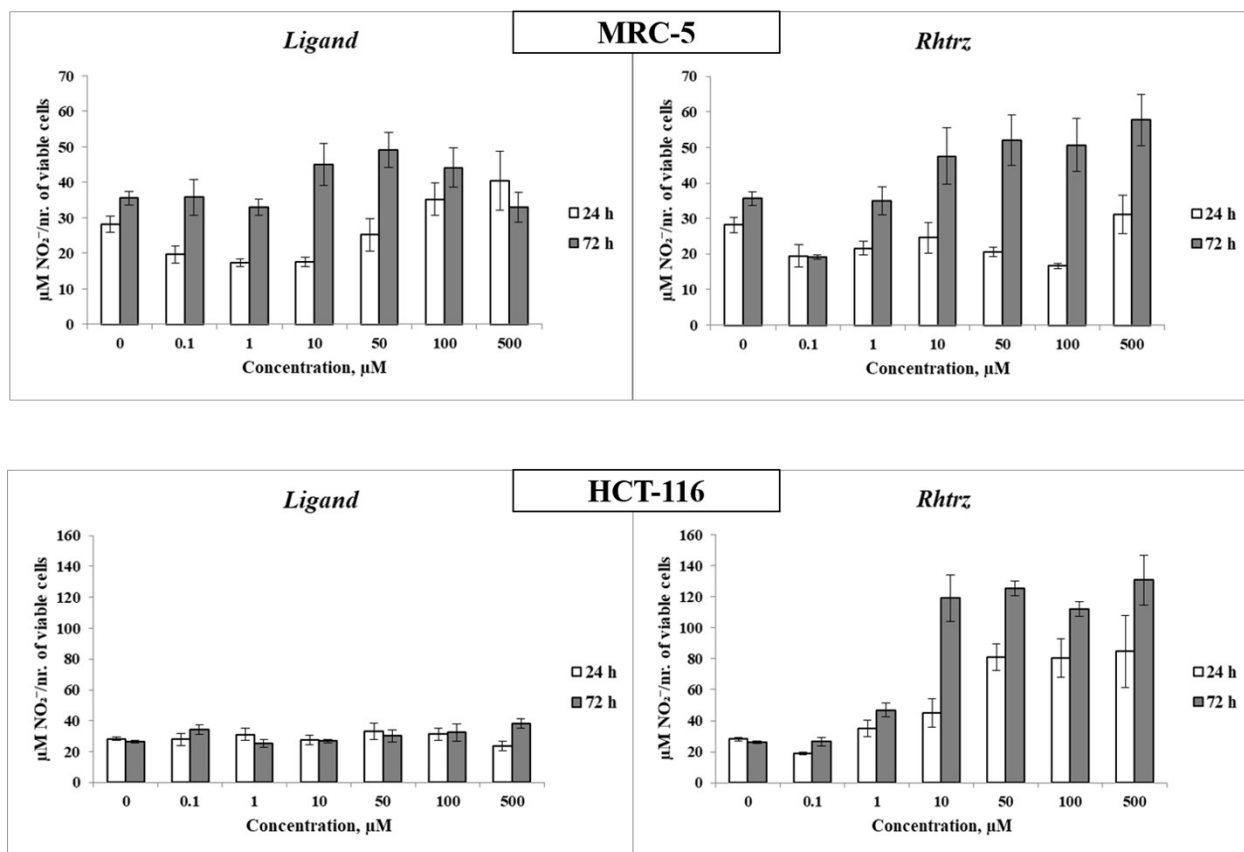 MRC-5
Ligand
µM NO₂⁻/nr. of viable cells
70
60
50
40
30
20
10
0
0 0.1 1 10 50 100 500
Concentration, µM
24 h
72 h
Rhtrz
µM NO₂⁻/nr. of viable cells
70
60
50
40
30
20
10
0
0 0.1 1 10 50 100 500
Concentration, µM
24 h
72 h
HCT-116
Ligand
µM NO₂⁻/nr. of viable cells
160
140
120
100
80
60
40
20
0
0 0.1 1 10 50 100 500
Concentration, µM
24 h
72 h
Rhtrz
µM NO₂⁻/nr. of viable cells
160
140
120
100
80
60
40
20
0
0 0.1 1 10 50 100 500
Concentration, µM
24 h
72 h